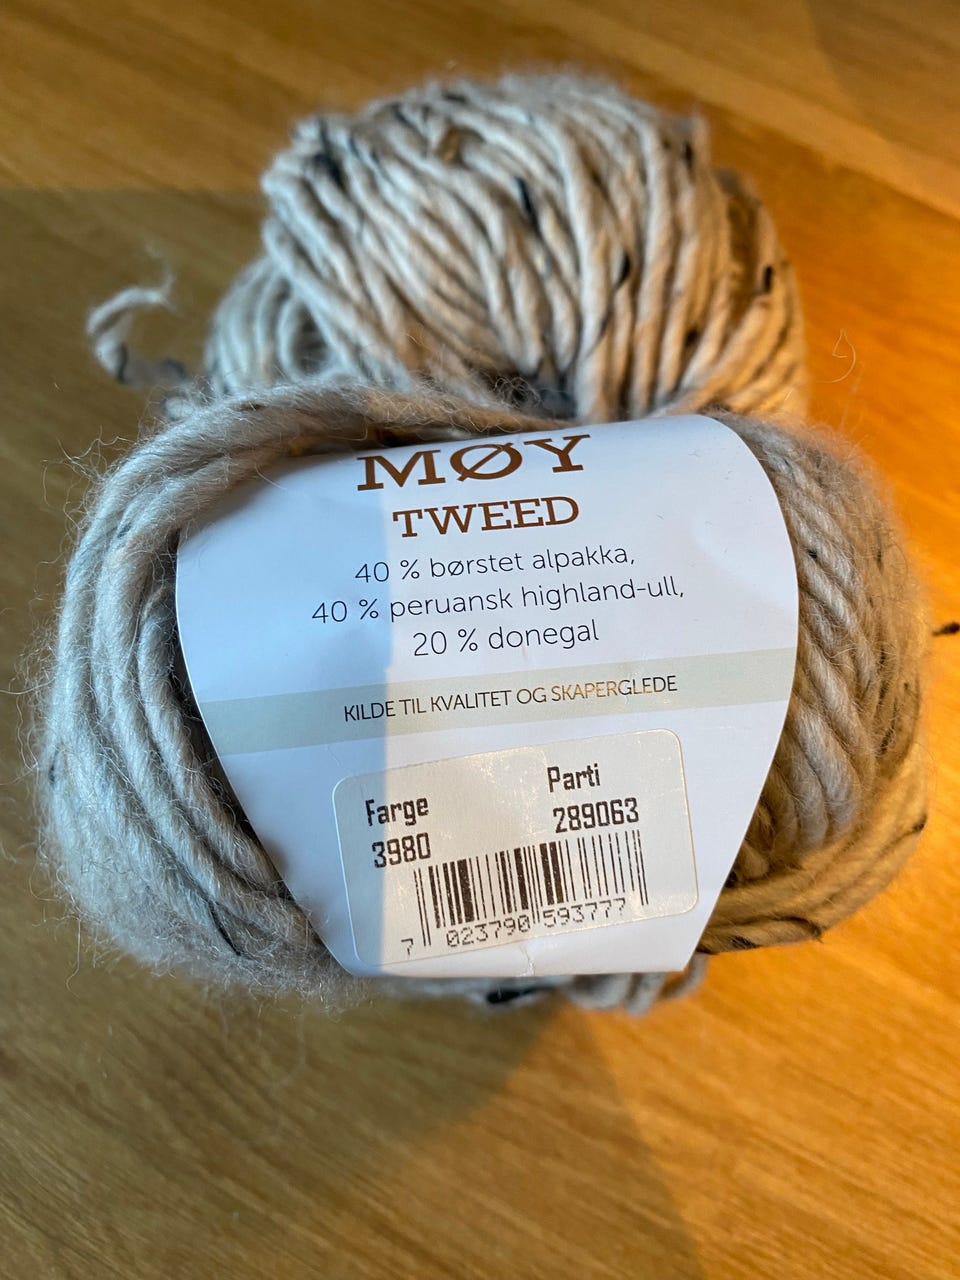 MØY
TWEED
40 % børstet alpakka,
40 % peruansk highland-ull,
20 % donegal
KILDE TIL KVALITET OG SKAPERGLEDE
Farge Parti
3980 289063
7 023790 593777